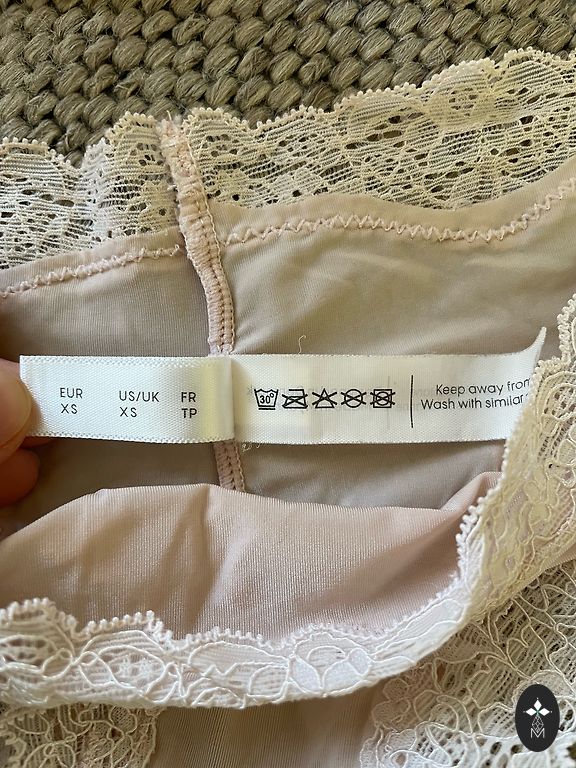 EUR
XS
US/UK
XS
FR
TP
30°
Keep away from
Wash with similar
M